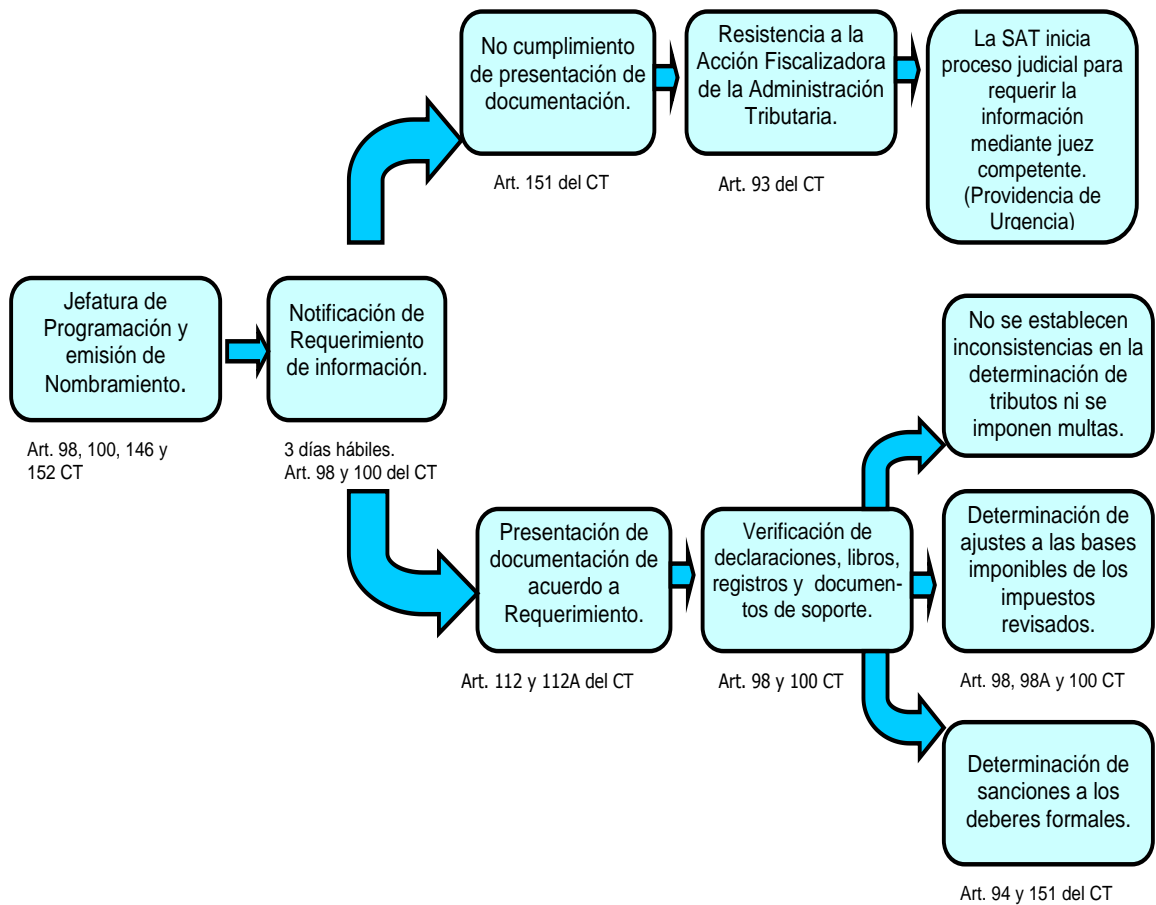 No cumplimiento
de presentación de
documentación.
Art. 151 del CT
Resistencia a la
Acción Fiscalizadora
de la Administración
Tributaria.
Art. 93 del CT
La SAT inicia
proceso judicial para
requerir la
información
mediante juez
competente.
(Providencia de
Urgencia)
Jefatura de
Programación y
emisión de
Nombramiento.
Art. 98, 100, 146 y
152 CT
Notificación de
Requerimiento
de información.
3 días hábiles.
Art. 98 y 100 del CT
Presentación de
documentación de
acuerdo a
Requerimiento.
Art. 112 y 112A del CT
Verificación de
declaraciones, libros,
registros y documen-
tos de soporte.
Art. 98 y 100 CT
No se establecen
inconsistencias en la
determinación de
tributos ni se
imponen multas.
Determinación de
ajustes a las bases
imponibles de los
impuestos
revisados.
Art. 98, 98A y 100 CT
Determinación de
sanciones a los
deberes formales.
Art. 94 y 151 del CT